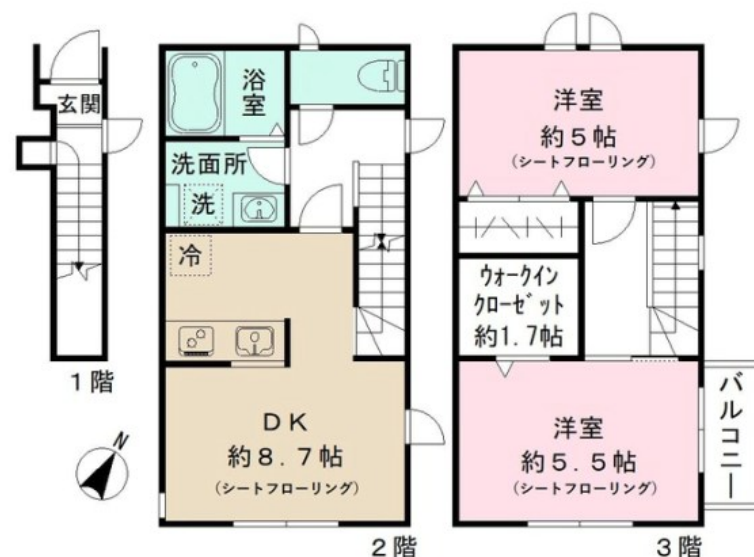 玄関
1階
浴室
洗面所
洗
冷
DK
約8.7帖
(シートフローリング)
2階
洋室
約5帖
(シートフローリング)
ウォークイン
クローゼット
約1.7帖
洋室
約5.5帖
(シートフローリング)
バルコニー
3階
N